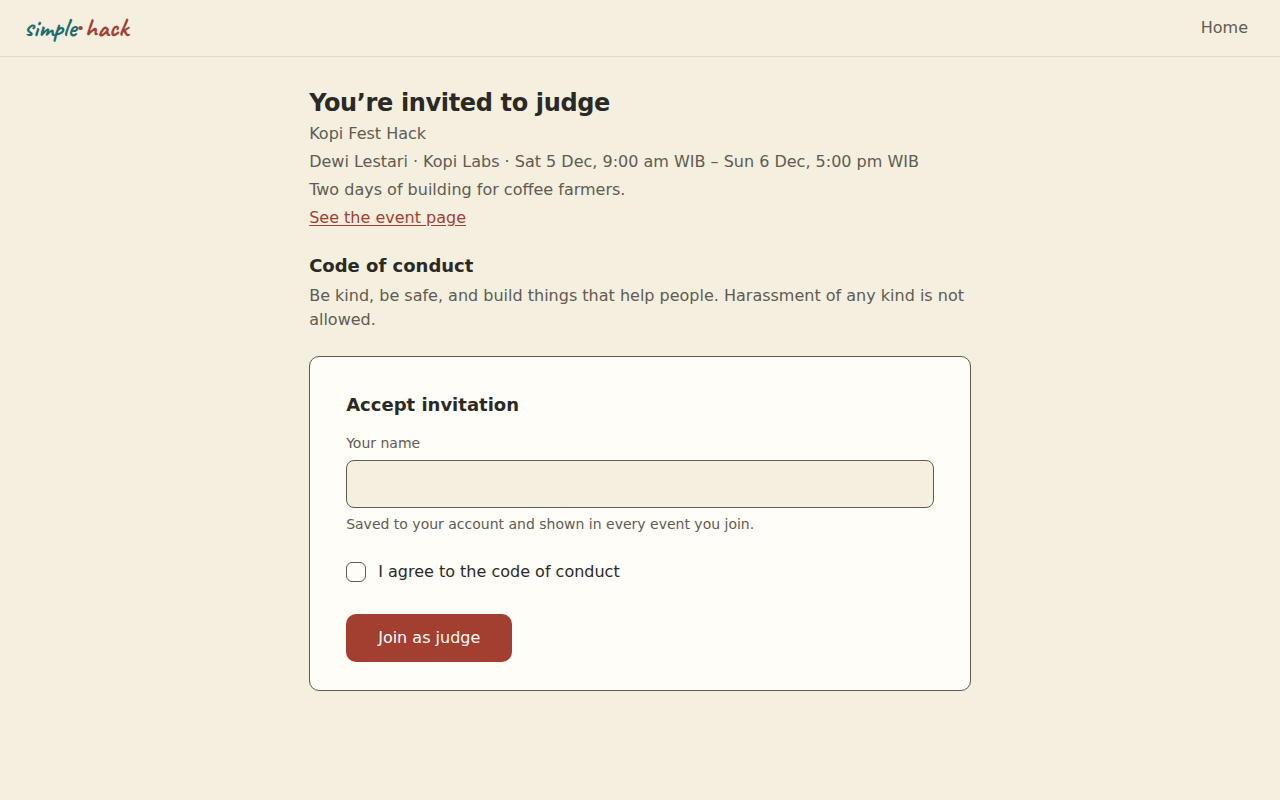 simple·hack
Home
You’re invited to judge
Kopi Fest Hack
Dewi Lestari · Kopi Labs · Sat 5 Dec, 9:00 am WIB – Sun 6 Dec, 5:00 pm WIB
Two days of building for coffee farmers.
See the event page
Code of conduct
Be kind, be safe, and build things that help people. Harassment of any kind is not
allowed.
Accept invitation
Your name
Saved to your account and shown in every event you join.
I agree to the code of conduct
Join as judge